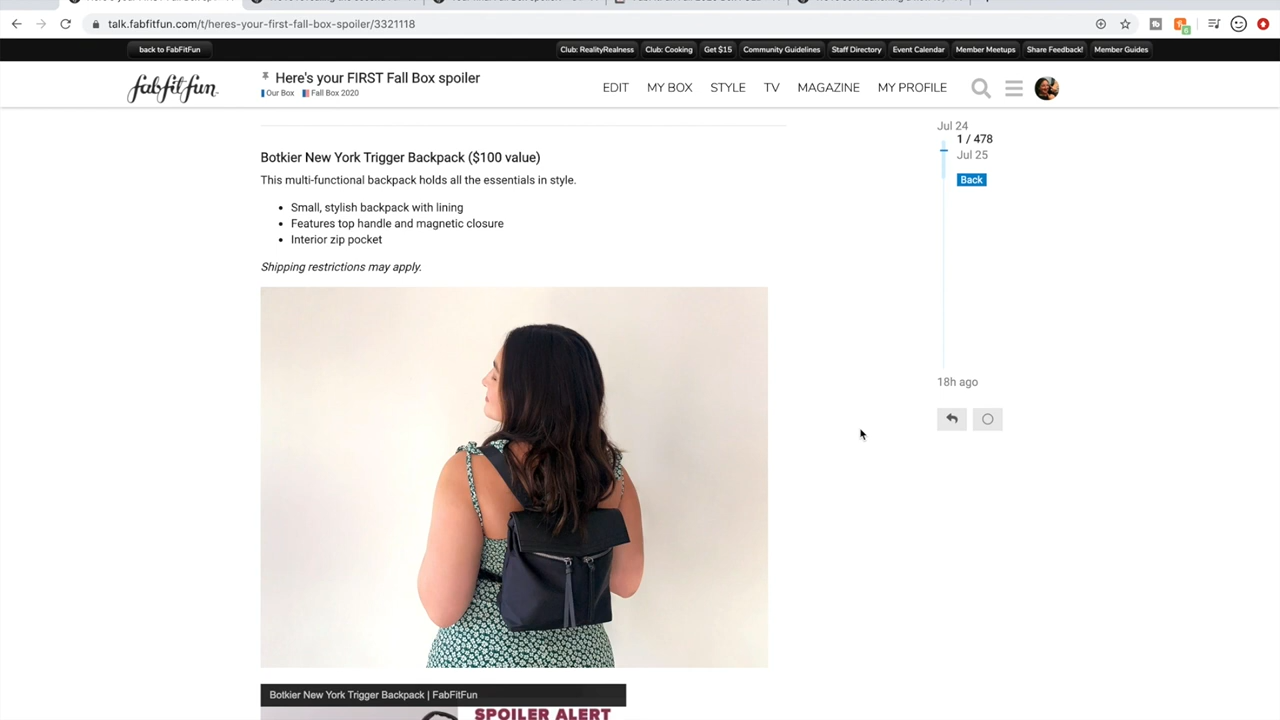 talk.fabfitfun.com/t/heres-your-first-fall-box-spoiler/3321118
back to FabFitFun
Club: RealityRealness
Club: Cooking
Get $15
Community Guidelines
Staff Directory
Event Calendar
Member Meetups
Share Feedback!
Member Guides
fabfitfun
Here's your FIRST Fall Box spoiler
Our Box Fall Box 2020
EDIT
MY BOX
STYLE
TV
MAGAZINE
MY PROFILE
Jul 24
1 / 478
Jul 25
Back
18h ago
Botkier New York Trigger Backpack ($100 value)
This multi-functional backpack holds all the essentials in style.
Small, stylish backpack with lining
Features top handle and magnetic closure
Interior zip pocket
Shipping restrictions may apply.
Botkier New York Trigger Backpack | FabFitFun
SPOILER ALERT